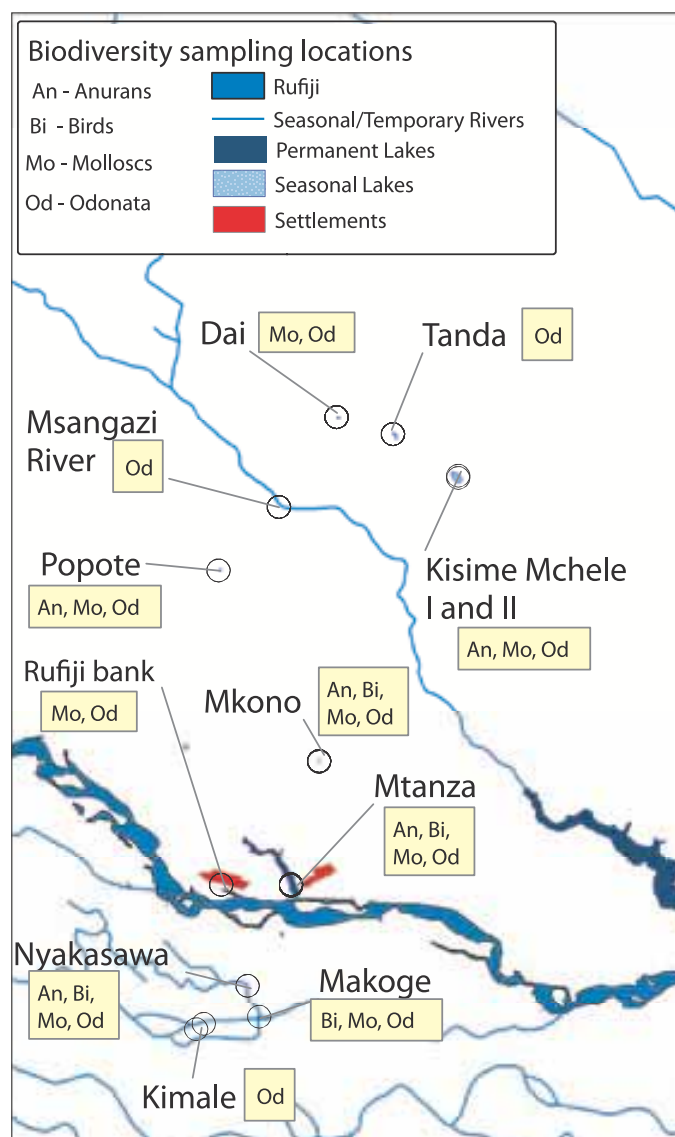 Biodiversity sampling locations
An - Anurans
Bi - Birds
Mo - Molloscs
Od - Odonata
Rufiji
Seasonal/Temporary Rivers
Permanent Lakes
Seasonal Lakes
Settlements
Dai
Mo, Od
Tanda
Od
Msangazi
River
Od
Popote
An, Mo, Od
Kisime Mchele
I and II
An, Mo, Od
Rufiji bank
Mo, Od
Mkono
An, Bi,
Mo, Od
Mtanza
An, Bi,
Mo, Od
Nyakasawa
An, Bi,
Mo, Od
Makoge
Bi, Mo, Od
Kimale
Od